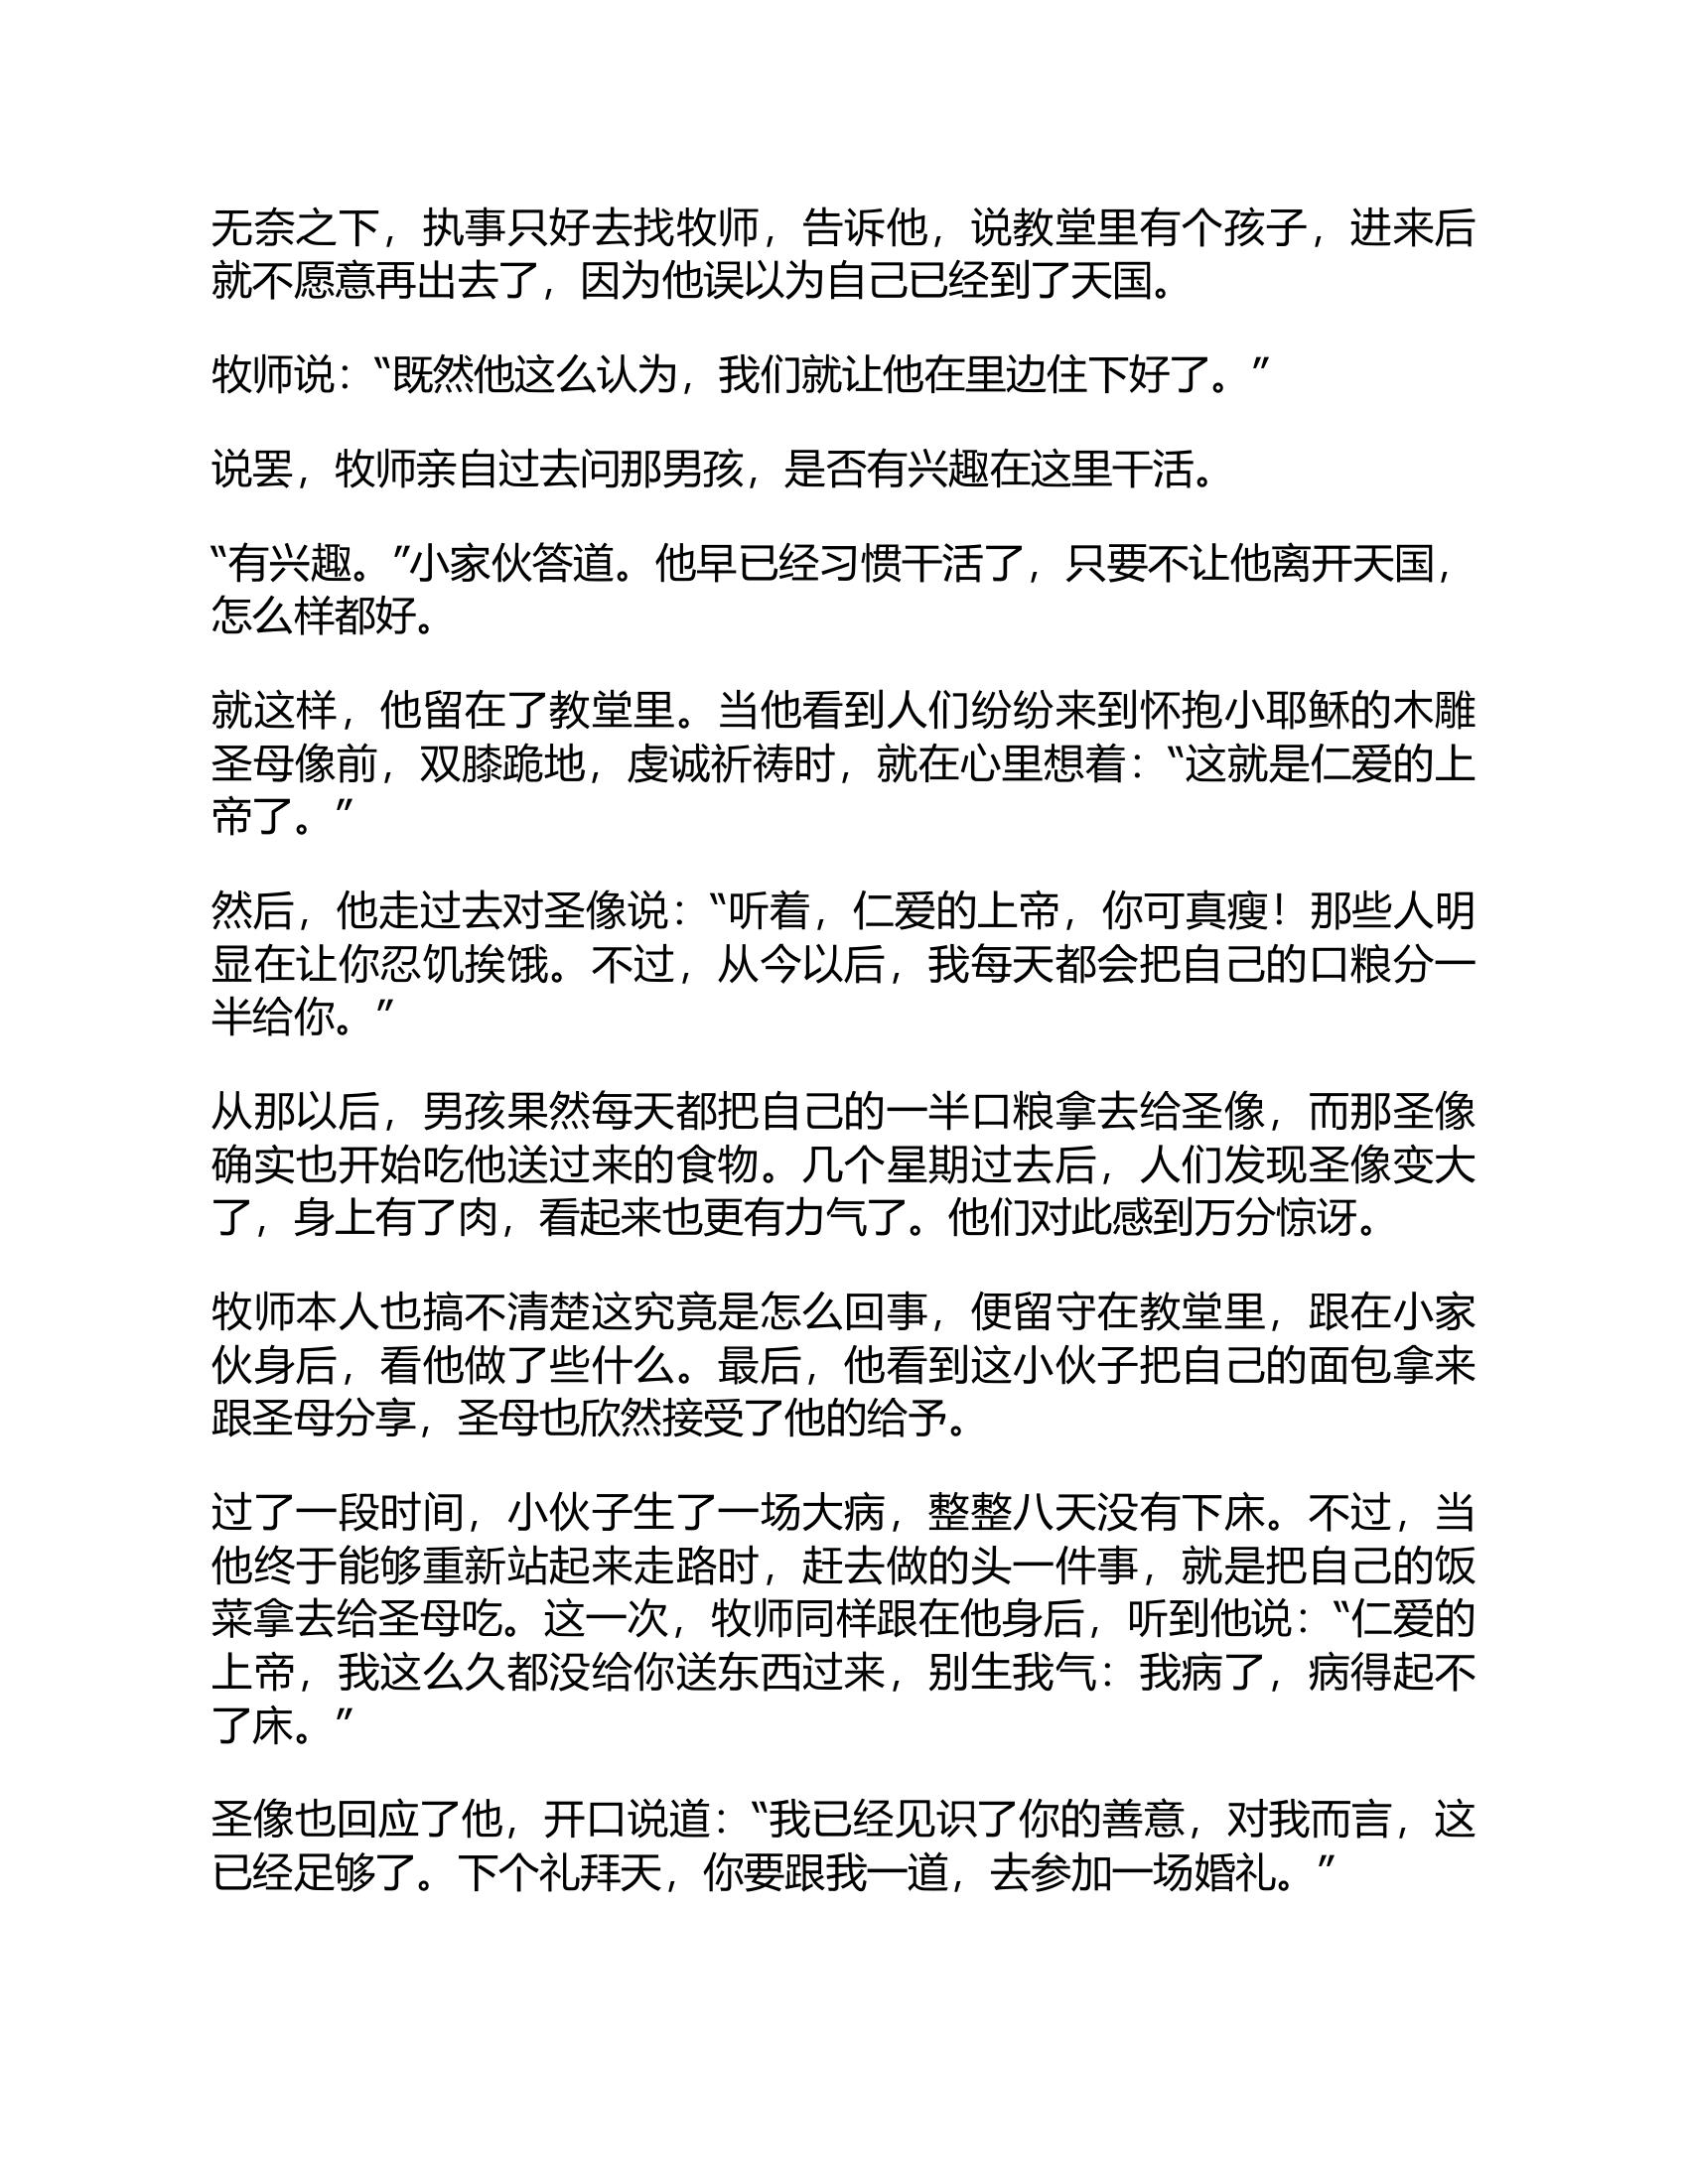 无奈之下，执事只好去找牧师，告诉他，说教堂里有个孩子，进来后
就不愿意再出去了，因为他误以为自己已经到了天国。
牧师说：“既然他这么认为，我们就让他在里边住下好了。”
说罢，牧师亲自过去问那男孩，是否有兴趣在这里干活。
“有兴趣。”小家伙答道。他早已经习惯干活了，只要不让他离开天国，
怎么样都好。
就这样，他留在了教堂里。当他看到人们纷纷来到怀抱小耶稣的木雕
圣母像前，双膝跪地，虔诚祈祷时，就在心里想着：“这就是仁爱的上
帝了。”
然后，他走过去对圣像说：“听着，仁爱的上帝，你可真瘦！那些人明
显在让你忍饥挨饿。不过，从今以后，我每天都会把自己的口粮分一
半给你。”
从那以后，男孩果然每天都把自己的一半口粮拿去给圣像，而那圣像
确实也开始吃他送过来的食物。几个星期过去后，人们发现圣像变大
了，身上有了肉，看起来也更有力气了。他们对此感到万分惊讶。
牧师本人也搞不清楚这究竟是怎么回事，便留守在教堂里，跟在小家
伙身后，看他做了些什么。最后，他看到这小伙子把自己的面包拿来
跟圣母分享，圣母也欣然接受了他的给予。
过了一段时间，小伙子生了一场大病，整整八天没有下床。不过，当
他终于能够重新站起来走路时，赶去做的头一件事，就是把自己的饭
菜拿去给圣母吃。这一次，牧师同样跟在他身后，听到他说：“仁爱的
上帝，我这么久都没给你送东西过来，别生我气：我病了，病得起不
了床。”
圣像也回应了他，开口说道：“我已经见识了你的善意，对我而言，这
已经足够了。下个礼拜天，你要跟我一道，去参加一场婚礼。”